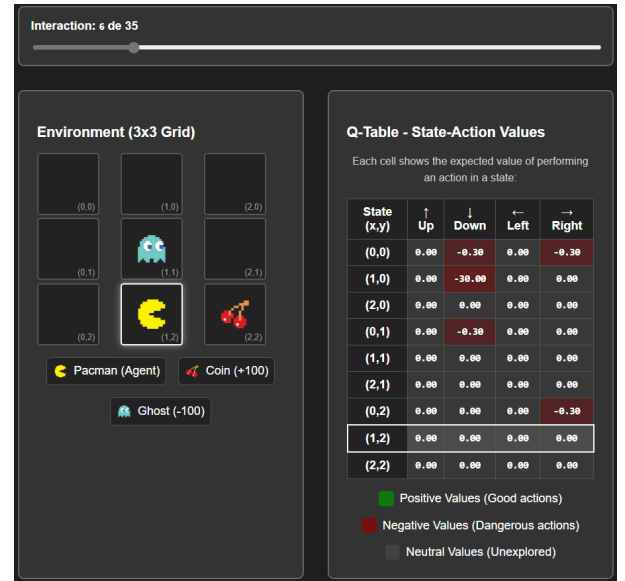 Interaction: 6 de 35
Environment (3x3 Grid)
(0,0)
(1,0)
(2,0)
(0,1)
(1,1)
(2,1)
(0,2)
(1,2)
(2,2)
Pacman (Agent)
Coin (+100)
Ghost (-100)
Q-Table - State-Action Values
Each cell shows the expected value of performing
an action in a state:
State (x,y) ↑ Up ↓ Down ← Left → Right
(0,0) 0.00 -0.30 0.00 -0.30
(1,0) 0.00 -30.00 0.00 0.00
(2,0) 0.00 0.00 0.00 0.00
(0,1) 0.00 -0.30 0.00 0.00
(1,1) 0.00 0.00 0.00 0.00
(2,1) 0.00 0.00 0.00 0.00
(0,2) 0.00 0.00 0.00 -0.30
(1,2) 0.00 0.00 0.00 0.00
(2,2) 0.00 0.00 0.00 0.00
Positive Values (Good actions)
Negative Values (Dangerous actions)
Neutral Values (Unexplored)